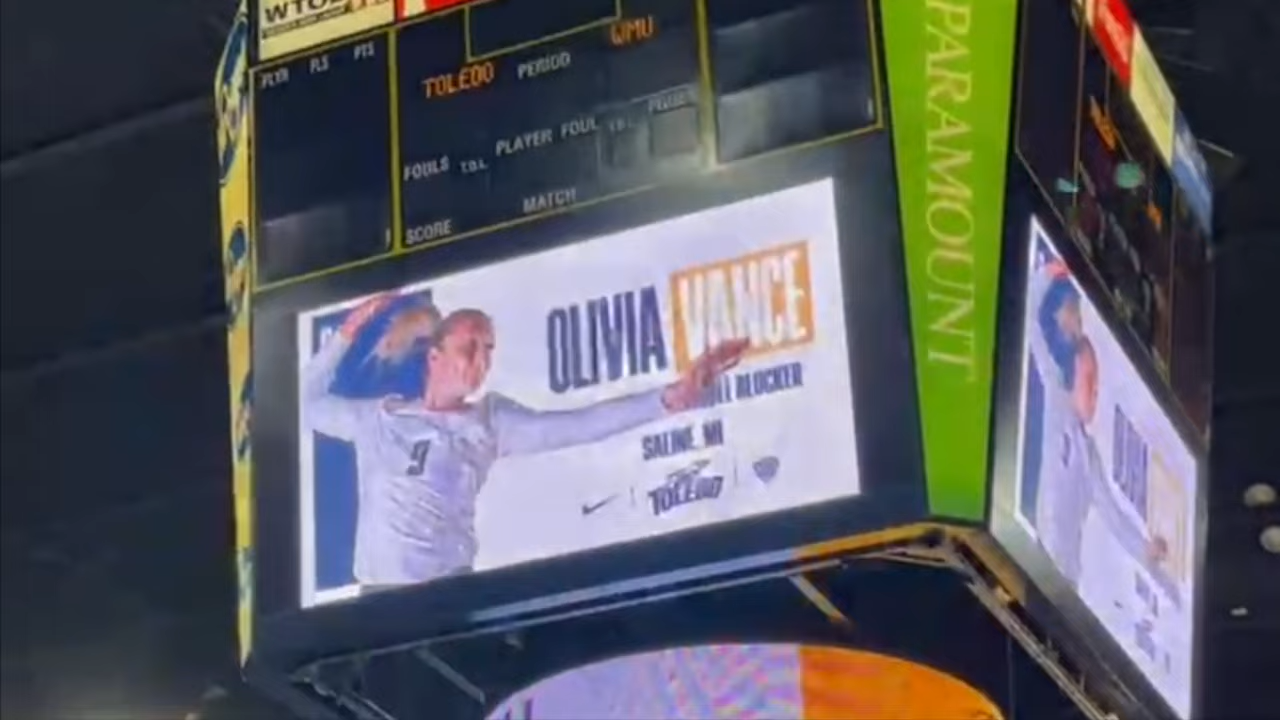 WTOL
PLYR FLS PTS
TOLEDO PERIOD WMU
FOULS T.O.L. PLAYER FOUL T.O.L.
SCORE MATCH
OLIVIA VANCE
BLOCKER
SALINE, MI
TOLEDO
9
PARAMOUNT
OLIVIA